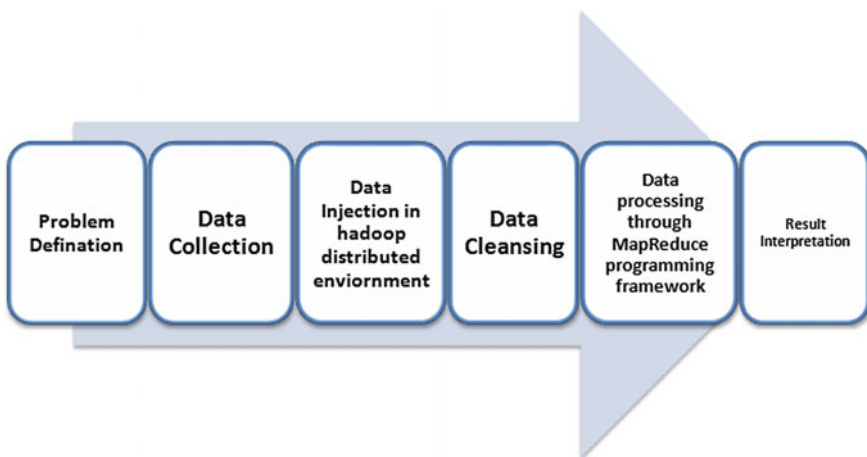 Problem
Defination
Data
Collection
Data
Injection in
hadoop
distributed
enviornment
Data
Cleansing
Data
processing
through
MapReduce
programming
framework
Result
Interpretation